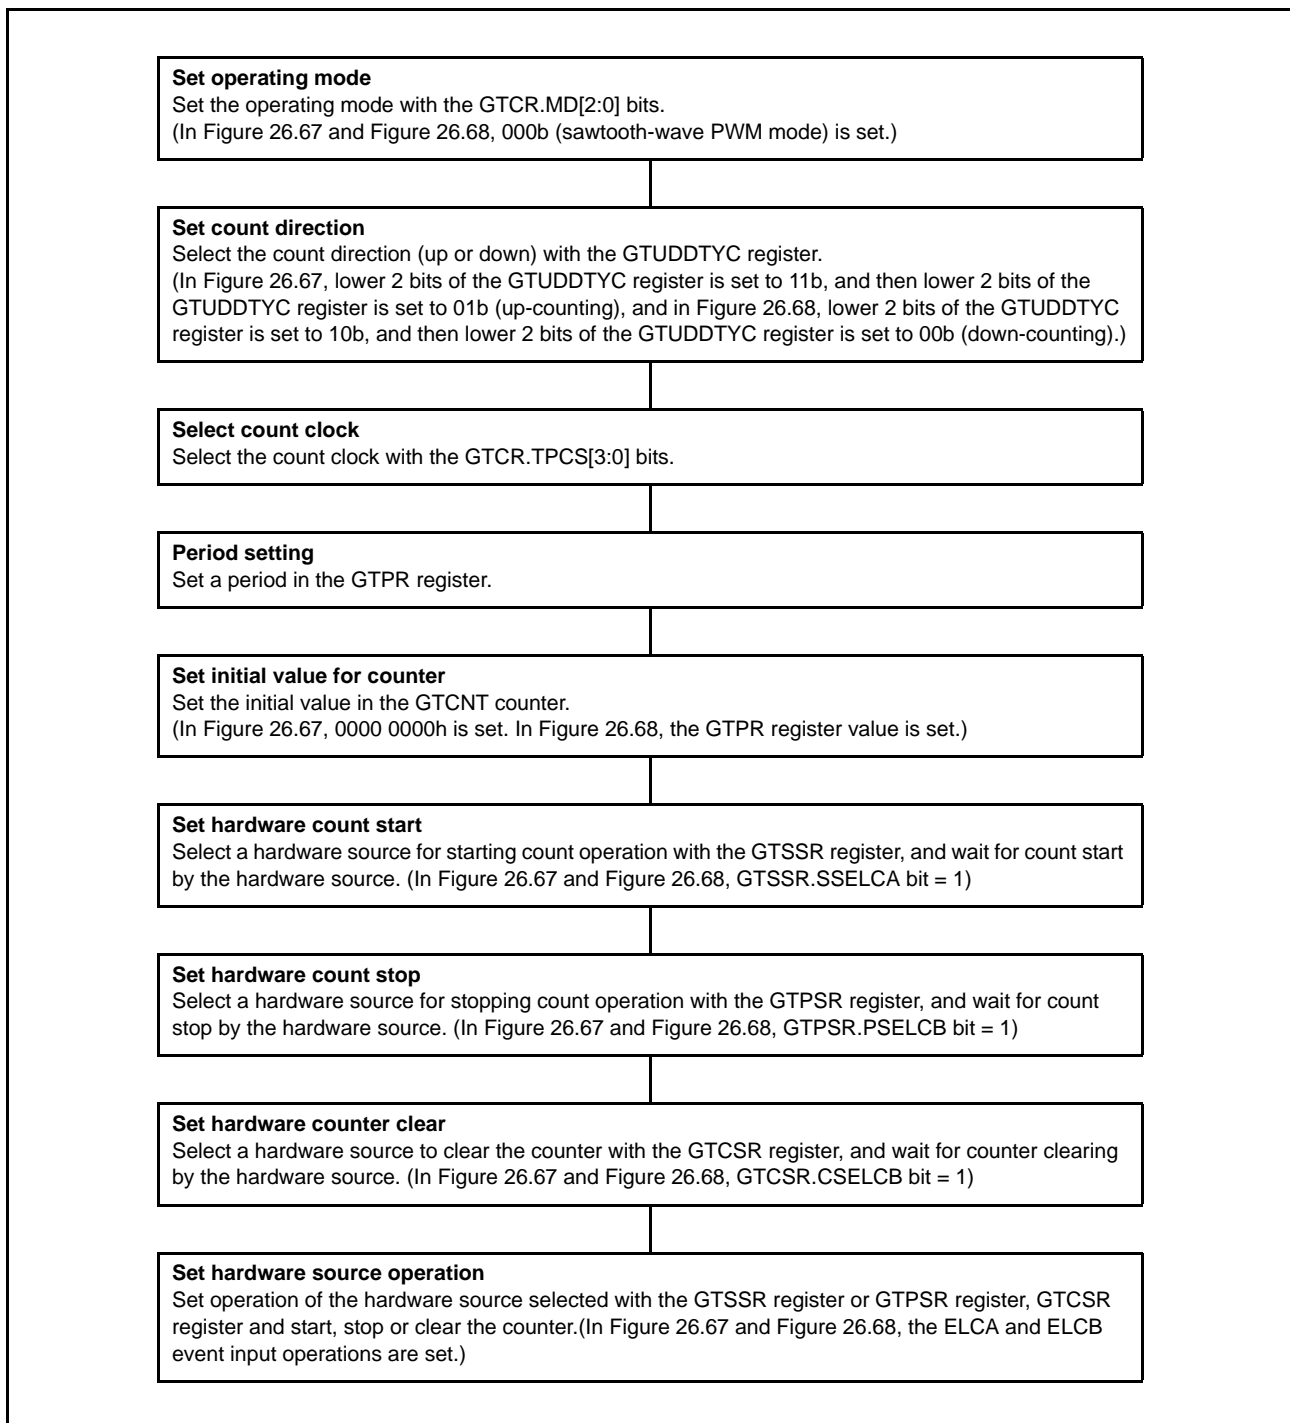 Set operating mode
Set the operating mode with the GTCR.MD[2:0] bits.
(In Figure 26.67 and Figure 26.68, 000b (sawtooth-wave PWM mode) is set.)
Set count direction
Select the count direction (up or down) with the GTUDDTYC register.
(In Figure 26.67, lower 2 bits of the GTUDDTYC register is set to 11b, and then lower 2 bits of the
GTUDDTYC register is set to 01b (up-counting), and in Figure 26.68, lower 2 bits of the GTUDDTYC
register is set to 10b, and then lower 2 bits of the GTUDDTYC register is set to 00b (down-counting).)
Select count clock
Select the count clock with the GTCR.TPCS[3:0] bits.
Period setting
Set a period in the GTPR register.
Set initial value for counter
Set the initial value in the GTCNT counter.
(In Figure 26.67, 0000 0000h is set. In Figure 26.68, the GTPR register value is set.)
Set hardware count start
Select a hardware source for starting count operation with the GTSSR register, and wait for count start
by the hardware source. (In Figure 26.67 and Figure 26.68, GTSSR.SSELCA bit = 1)
Set hardware count stop
Select a hardware source for stopping count operation with the GTPSR register, and wait for count
stop by the hardware source. (In Figure 26.67 and Figure 26.68, GTPSR.PSELCB bit = 1)
Set hardware counter clear
Select a hardware source to clear the counter with the GTCSR register, and wait for counter clearing
by the hardware source. (In Figure 26.67 and Figure 26.68, GTCSR.CSELCB bit = 1)
Set hardware source operation
Set operation of the hardware source selected with the GTSSR register or GTPSR register, GTCSR
register and start, stop or clear the counter.(In Figure 26.67 and Figure 26.68, the ELCA and ELCB
event input operations are set.)